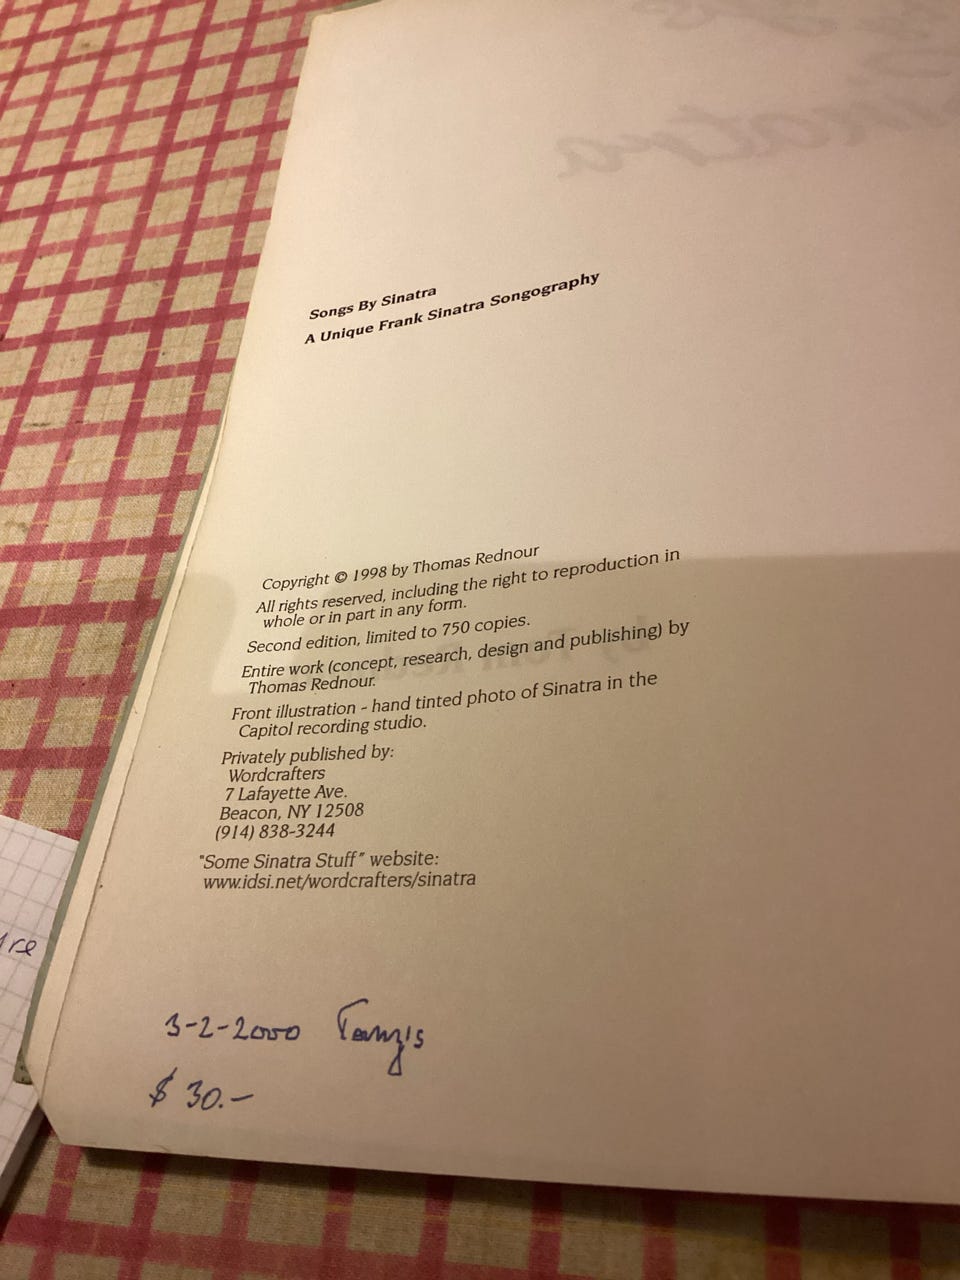 Songs By Sinatra
A Unique Frank Sinatra Songography
Copyright © 1998 by Thomas Rednour
All rights reserved, including the right to reproduction in
whole or in part in any form.
Second edition, limited to 750 copies.
Entire work (concept, research, design and publishing) by
Thomas Rednour.
Front illustration - hand tinted photo of Sinatra in the
Capitol recording studio.
Privately published by:
Wordcrafters
7 Lafayette Ave.
Beacon, NY 12508
(914) 838-3244
"Some Sinatra Stuff" website:
www.idsi.net/wordcrafters/sinatra
3-2-2000
$ 30.-